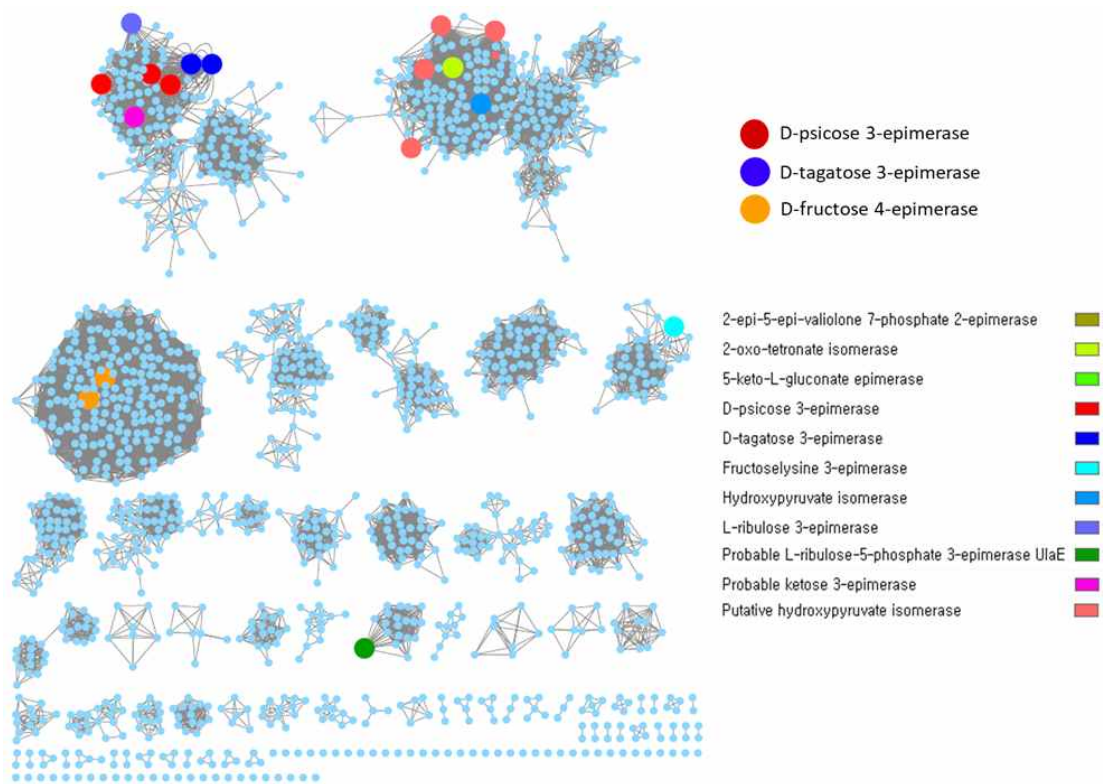 D-psicose 3-epimerase
D-tagatose 3-epimerase
D-fructose 4-epimerase
2-epi-5-epi-valiolone 7-phosphate 2-epimerase
2-oxo-tetronate isomerase
5-keto-L-gluconate epimerase
D-psicose 3-epimerase
D-tagatose 3-epimerase
Fructoselysine 3-epimerase
Hydroxypyruvate isomerase
L-ribulose 3-epimerase
Probable L-ribulose-5-phosphate 3-epimerase UlaE
Probable ketose 3-epimerase
Putative hydroxypyruvate isomerase